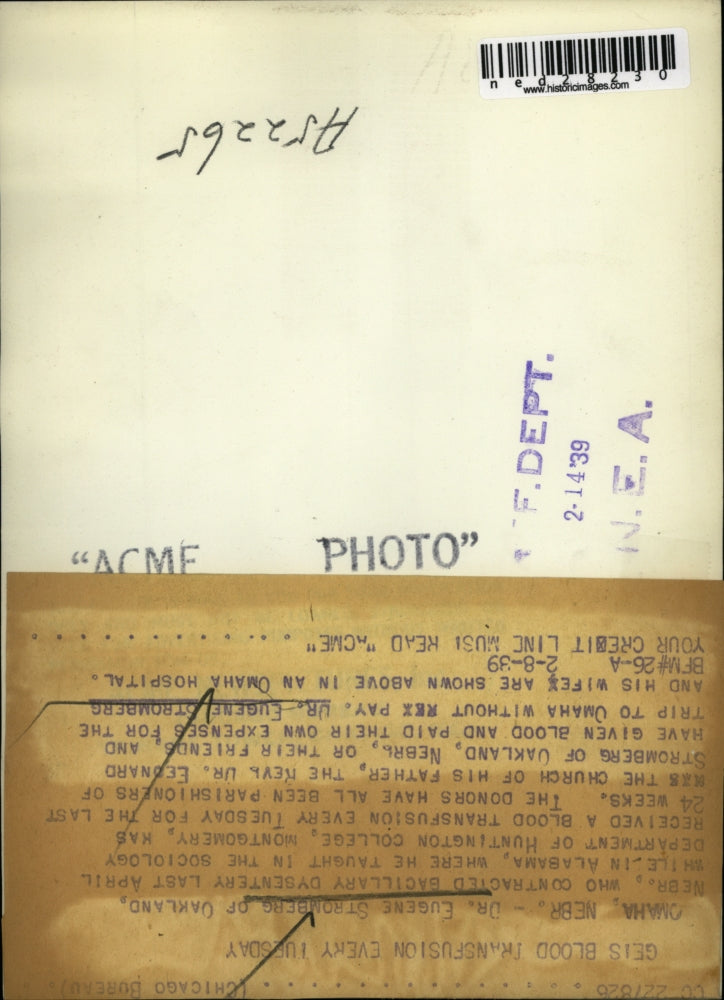 ned28230
www.historicimages.com
A52265
F.DEPT.
2-14'39
N.E.A.
"ACME PHOTO"
CC 227826 (CHICAGO BUREAU).
GETS BLOOD TRANSFUSION EVERY TUESDAY
OMAHA, NEBR. - DR. EUGENE STROMBERG OF OAKLAND,
NEBR., WHO CONTRACTED BACILLARY DYSENTERY LAST APRIL
WHILE IN ALABAMA, WHERE HE TAUGHT IN THE SOCIOLOGY
DEPARTMENT OF HUNTINGTON COLLEGE, MONTGOMERY, HAS
RECEIVED A BLOOD TRANSFUSION EVERY TUESDAY FOR THE LAST
24 WEEKS. THE DONORS HAVE ALL BEEN PARISHIONERS OF
THE CHURCH OF HIS FATHER, THE REV. DR. LEONARD
STROMBERG OF OAKLAND, NEBR., OR THEIR FRIENDS, AND
HAVE GIVEN BLOOD AND PAID THEIR OWN EXPENSES FOR THE
TRIP TO OMAHA WITHOUT PAY. DR. EUGENE STROMBERG
AND HIS WIFE ARE SHOWN ABOVE IN AN OMAHA HOSPITAL.
BFM#26-A 2-8-39
YOUR CREDIT LINE MUST READ "ACME" . . . . . . . . . .